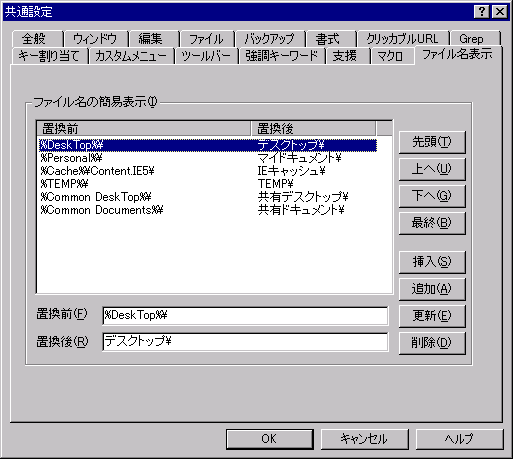 共通設定
全般 ウィンドウ 編集 ファイル バックアップ 書式 クリッカブルURL Grep
キー割り当て カスタムメニュー ツールバー 強調キーワード 支援 マクロ ファイル名表示
ファイル名の簡易表示(I)
置換前 置換後
%DeskTop%¥ デスクトップ¥
%Personal%¥ マイドキュメント¥
%Cache%¥Content.IE5¥ IEキャッシュ¥
%TEMP%¥ TEMP¥
%Common DeskTop%¥ 共有デスクトップ¥
%Common Documents%¥ 共有ドキュメント¥
先頭(T)
上へ(U)
下へ(G)
最終(B)
挿入(S)
追加(A)
更新(E)
削除(D)
置換前(F) %DeskTop%¥
置換後(R) デスクトップ¥
OK キャンセル ヘルプ